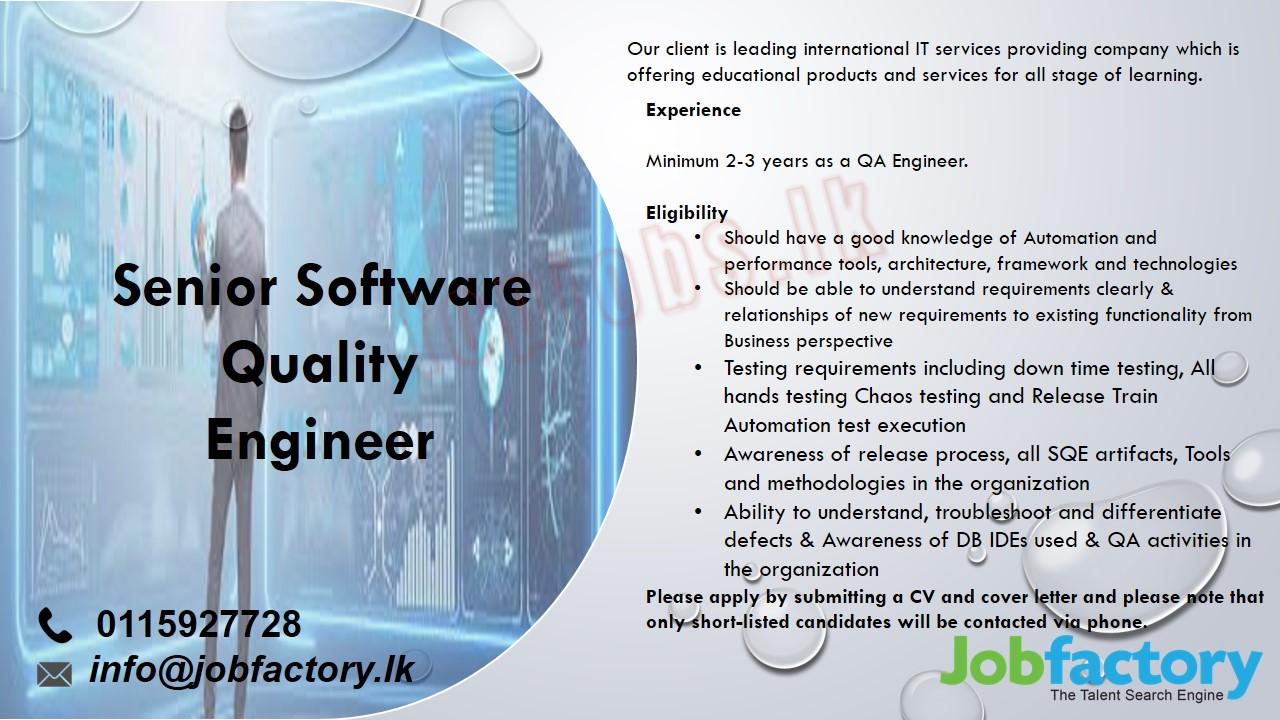 Senior Software
Quality
Engineer
0115927728
info@jobfactory.lk
Our client is leading international IT services providing company which is
offering educational products and services for all stage of learning.
Experience
Minimum 2-3 years as a QA Engineer.
Eligibility
• Should have a good knowledge of Automation and
performance tools, architecture, framework and technologies
• Should be able to understand requirements clearly &
relationships of new requirements to existing functionality from
Business perspective
• Testing requirements including down time testing, All
hands testing Chaos testing and Release Train
Automation test execution
• Awareness of release process, all SQE artifacts, Tools
and methodologies in the organization
• Ability to understand, troubleshoot and differentiate
defects & Awareness of DB IDEs used & QA activities in
the organization
Please apply by submitting a CV and cover letter and please note that
only short-listed candidates will be contacted via phone.
Jobfactory
The Talent Search Engine